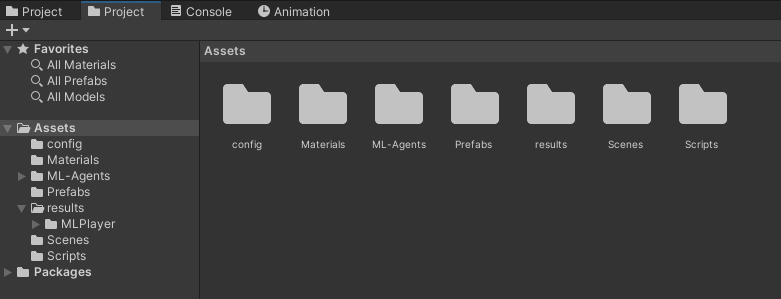 Project Project Console Animation
Favorites
All Materials
All Prefabs
All Models
Assets
config
Materials
ML-Agents
Prefabs
results
MLPlayer
Scenes
Scripts
Packages
Assets
config Materials ML-Agents Prefabs results Scenes Scripts